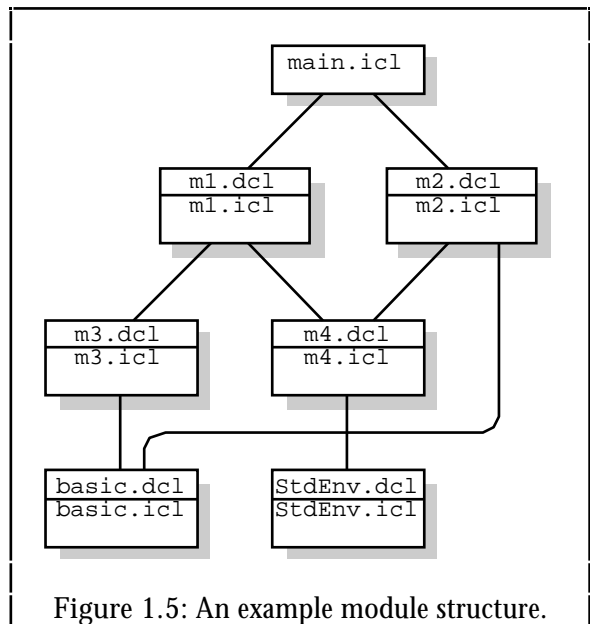 main.icl
m1.dcl
m1.icl
m2.dcl
m2.icl
m3.dcl
m3.icl
m4.dcl
m4.icl
basic.dcl
basic.icl
StdEnv.dcl
StdEnv.icl
Figure 1.5: An example module structure.